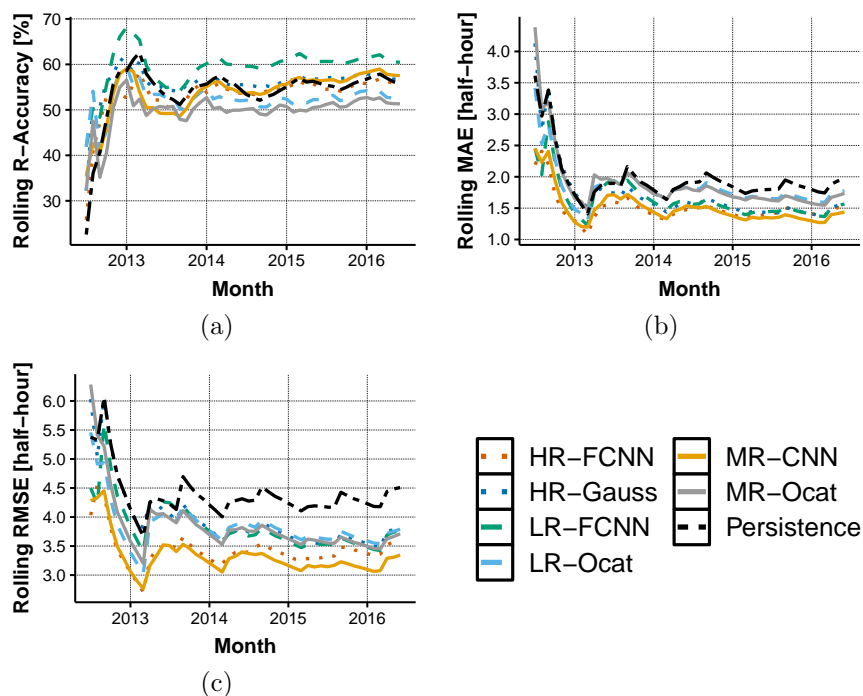 70
60
50
40
30
Rolling R−Accuracy [%]
2013
2014
2015
2016
Month
(a)
4.0
3.5
3.0
2.5
2.0
1.5
1.0
Rolling MAE [half−hour]
2013
2014
2015
2016
Month
(b)
6.0
5.5
5.0
4.5
4.0
3.5
3.0
Rolling RMSE [half−hour]
2013
2014
2015
2016
Month
(c)
HR−FCNN
HR−Gauss
LR−FCNN
LR−Ocat
MR−CNN
MR−Ocat
Persistence